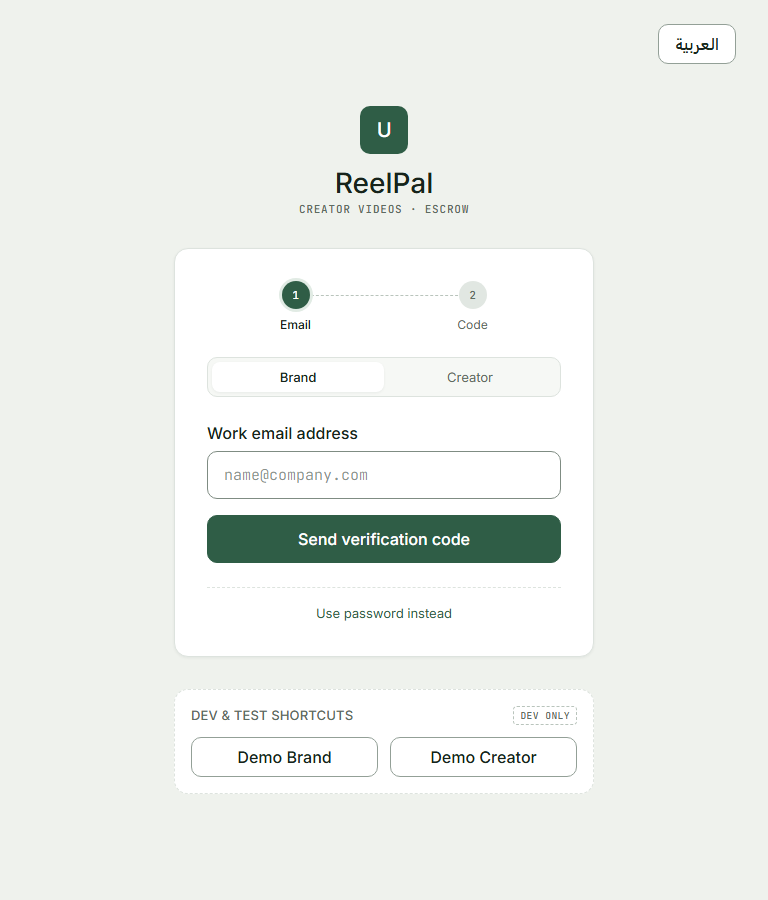 العربية
U
ReelPal
CREATOR VIDEOS · ESCROW
1
2
Email
Code
Brand
Creator
Work email address
name@company.com
Send verification code
Use password instead
DEV & TEST SHORTCUTS
DEV ONLY
Demo Brand
Demo Creator